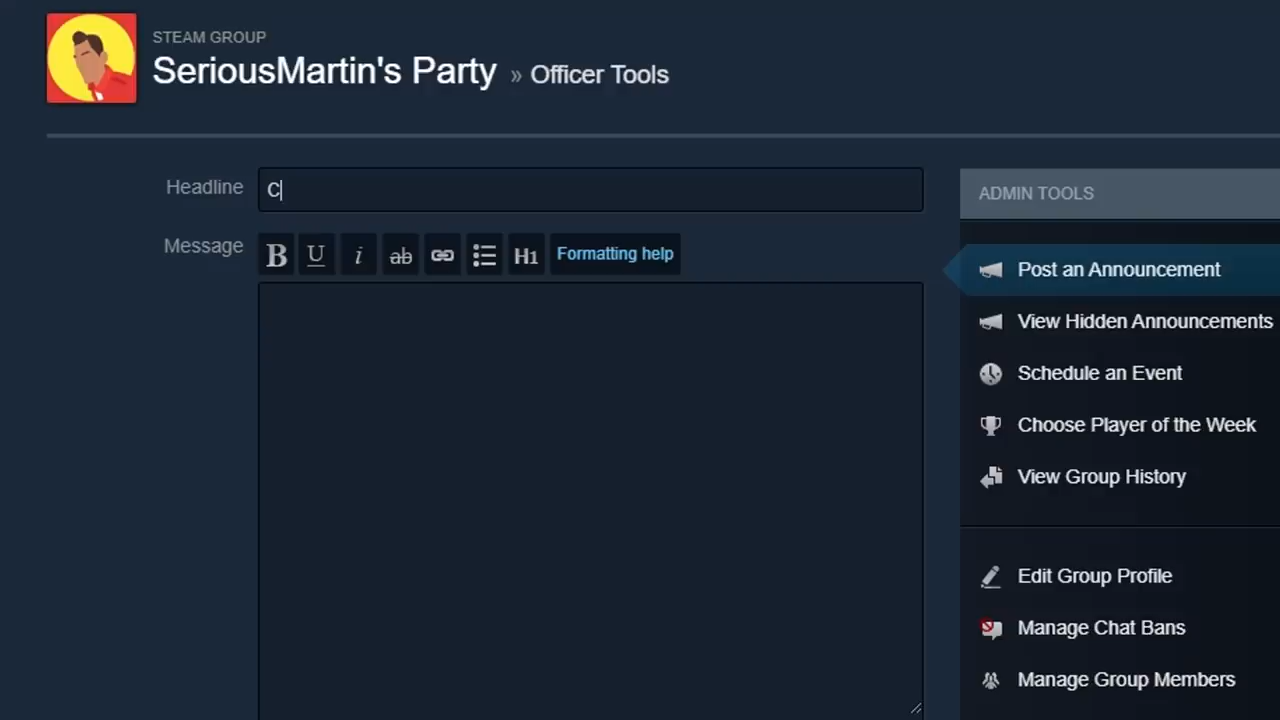 STEAM GROUP
SeriousMartin's Party » Officer Tools
Headline
C
Message
B U i ab H1 Formatting help
ADMIN TOOLS
Post an Announcement
View Hidden Announcements
Schedule an Event
Choose Player of the Week
View Group History
Edit Group Profile
Manage Chat Bans
Manage Group Members